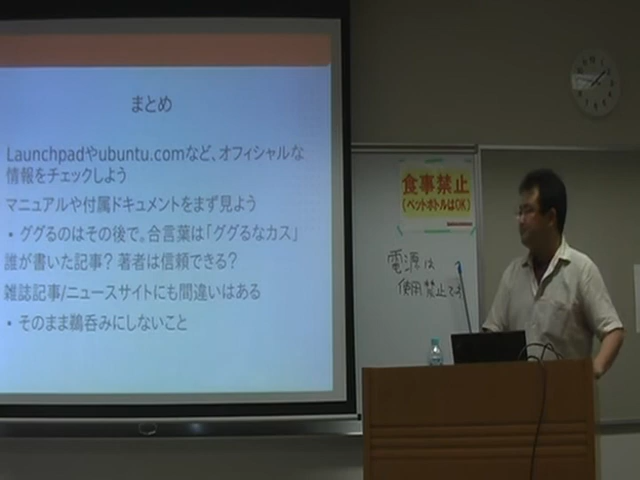 まとめ
Launchpadやubuntu.comなど、オフィシャルな
情報をチェックしよう
マニュアルや付属ドキュメントをまず見よう
• ググるのはその後で。合言葉は「ググるなカス」
誰が書いた記事？著者は信頼できる？
雑誌記事/ニュースサイトにも間違いはある
• そのまま鵜呑みにしないこと
食事禁止
(ペットボトルはOK)
電源は
使用禁止です